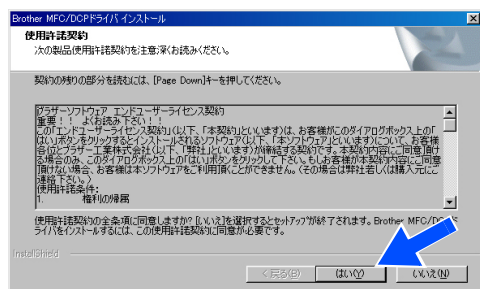 Brother MFC/DCPドライバ インストール
使用許諾契約
次の製品使用許諾契約を注意深くお読みください。
契約の残りの部分を読むには、[Page Down]キーを押してください。
ブラザーソフトウェア エンドユーザーライセンス契約
重要！！ よくお読み下さい！！
この「エンドユーザーライセンス契約」(以下、「本契約」といいます)は、お客様がこのダイアログボックス上の「
はい」ボタンをクリックするとインストールされるソフトウェア(以下、「本ソフトウェア」といいます)について、お客様
各位とブラザー工業株式会社(以下、「弊社」といいます)が締結する契約です。本契約内容にご同意頂け
る場合のみ、このダイアログボックス上の「はい」ボタンをクリックして下さい。もしお客様が本契約内容にご同意
頂けない場合、お客様は本ソフトウェアをご利用頂くことができません。(その場合は弊社若しくは購入元にご
連絡下さい。)
使用許諾条件:
1. 権利の帰属
使用許諾契約の全条項に同意しますか? [いいえ]を選択するとセットアップが終了されます。Brother MFC/DCPド
ライバをインストールするには、この使用許諾契約に同意が必要です。
InstallShield
< 戻る(B)
はい(Y)
いいえ(N)